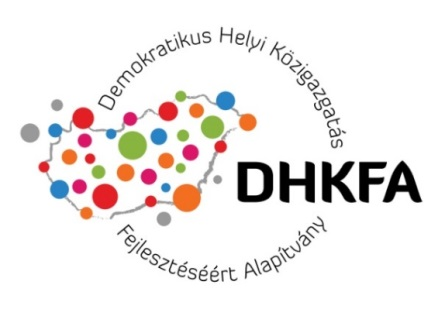 Demokratikus Helyi Közigazgatás
DHKFA
Fejlesztéséért Alapítvány